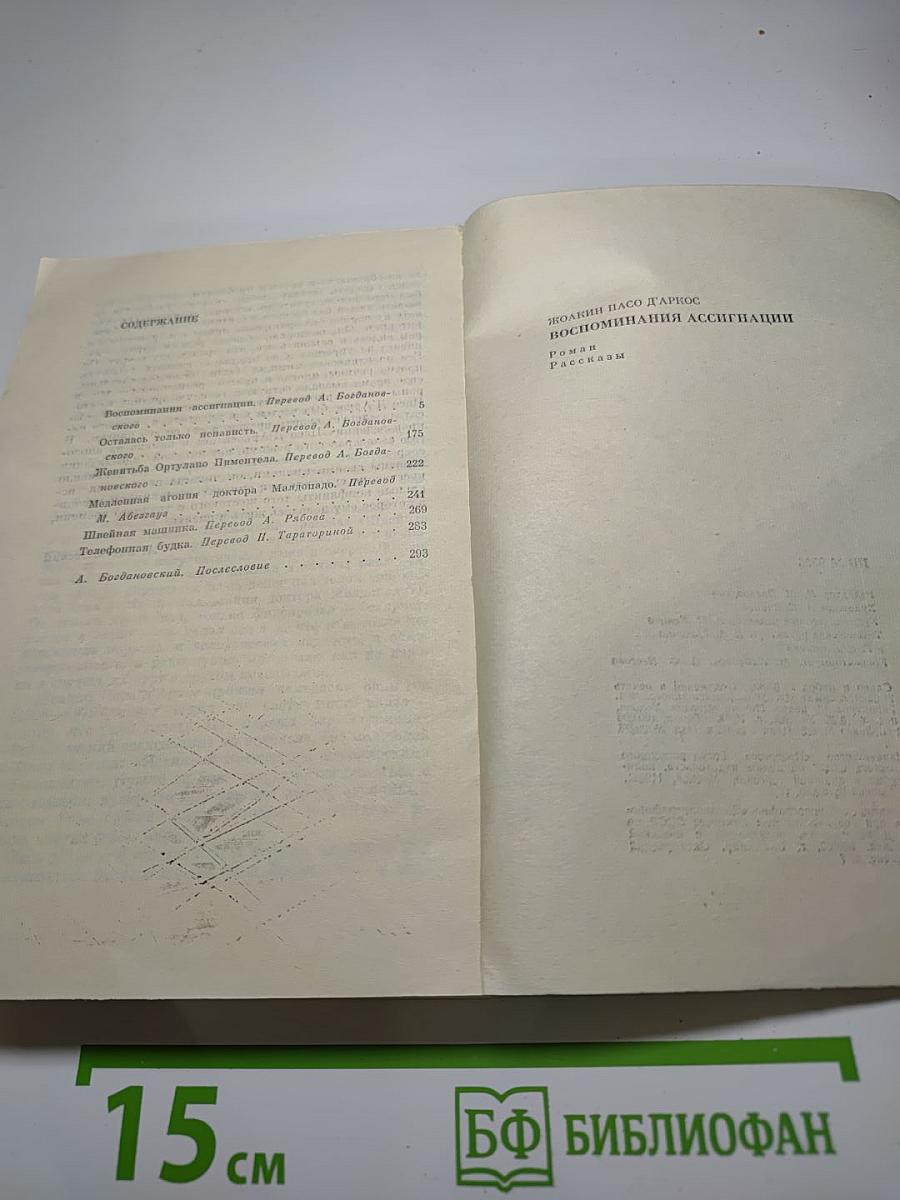 СОДЕРЖАНИЕ
Воспоминания ассигнации. Перевод А. Богданов-
ского . . . . . . . . . . . . . . . . 5
Осталась только ненависть. Перевод А. Богданов-
ского . . . . . . . . . . . . . . . . 175
Женитьба Ортулано Пиментела. Перевод А. Богда-
новского . . . . . . . . . . . . . . . 222
Медленная агония доктора Малдонадо. Перевод
М. Абезгауз . . . . . . . . . . . . . 241
Швейная машинка. Перевод А. Рябова . . . 269
Телефонная будка. Перевод Н. Тарагориной . . . 283
А. Богдановский. Послесловие . . . . . . . . 293
ЖОАКИН ПАСО Д'АРКОС
ВОСПОМИНАНИЯ АССИГНАЦИИ
Роман
Рассказы
15 см
БФ БИБЛИОФАН